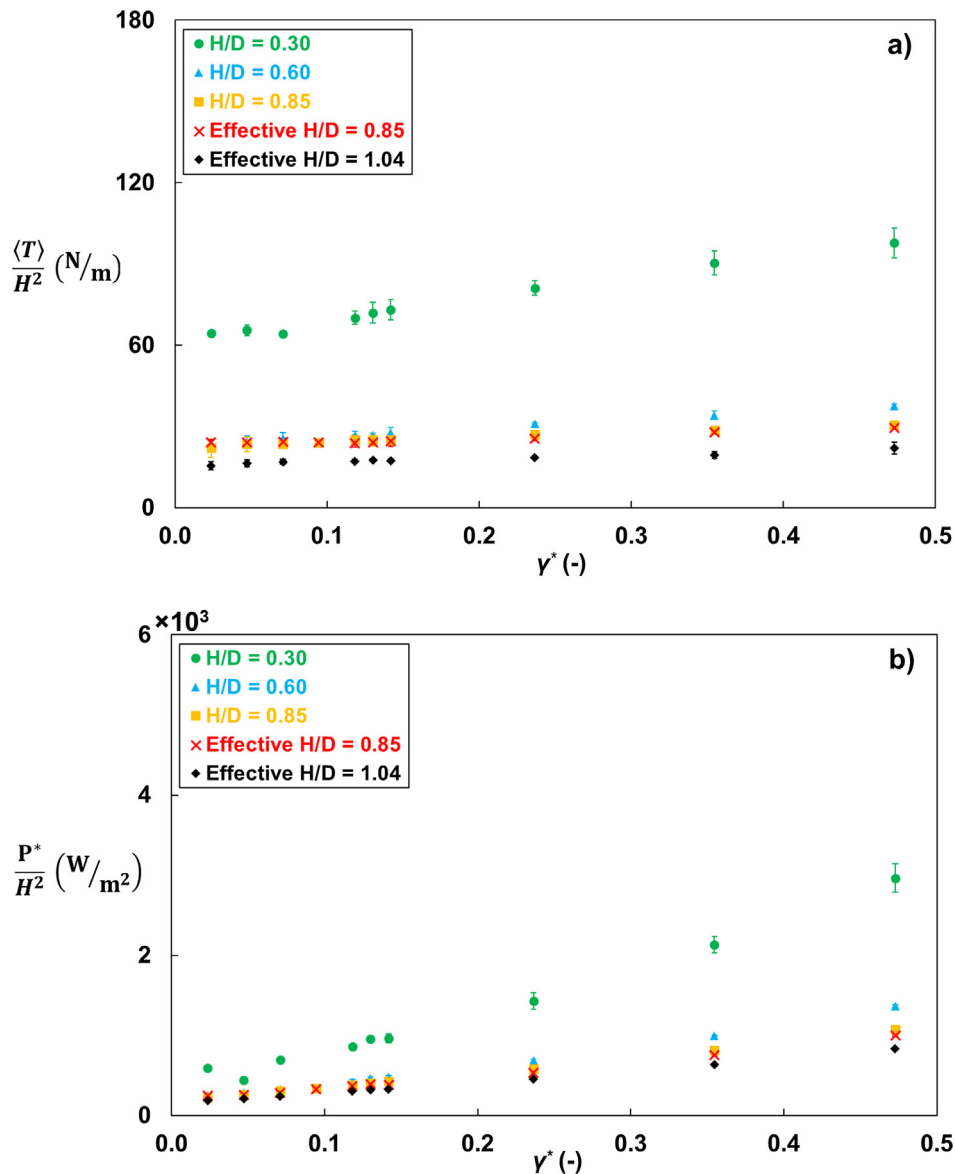 180
a)
H/D = 0.30
H/D = 0.60
H/D = 0.85
Effective H/D = 0.85
Effective H/D = 1.04
120
⟨T⟩/H² (N/m)
60
0
0.0 0.1 0.2 0.3 0.4 0.5
γ* (-)
×10³
6
b)
H/D = 0.30
H/D = 0.60
H/D = 0.85
Effective H/D = 0.85
Effective H/D = 1.04
4
P*/H² (W/m²)
2
0
0.0 0.1 0.2 0.3 0.4 0.5
γ* (-)